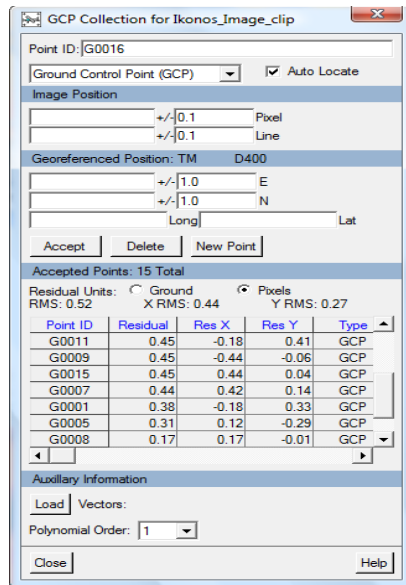 GCP Collection for Ikonos_Image_clip
Point ID: G0016
Ground Control Point (GCP) Auto Locate
Image Position
+/- 0.1 Pixel
+/- 0.1 Line
Georeferenced Position: TM D400
+/- 1.0 E
+/- 1.0 N
Long Lat
Accept Delete New Point
Accepted Points: 15 Total
Residual Units: Ground Pixels
RMS: 0.52 X RMS: 0.44 Y RMS: 0.27
Point ID Residual Res X Res Y Type
G0011 0.45 -0.18 0.41 GCP
G0009 0.45 -0.44 -0.06 GCP
G0015 0.45 0.44 0.04 GCP
G0007 0.44 0.42 0.14 GCP
G0001 0.38 -0.18 0.33 GCP
G0005 0.31 0.12 -0.29 GCP
G0008 0.17 0.17 -0.01 GCP
Auxillary Information
Load Vectors:
Polynomial Order: 1
Close Help